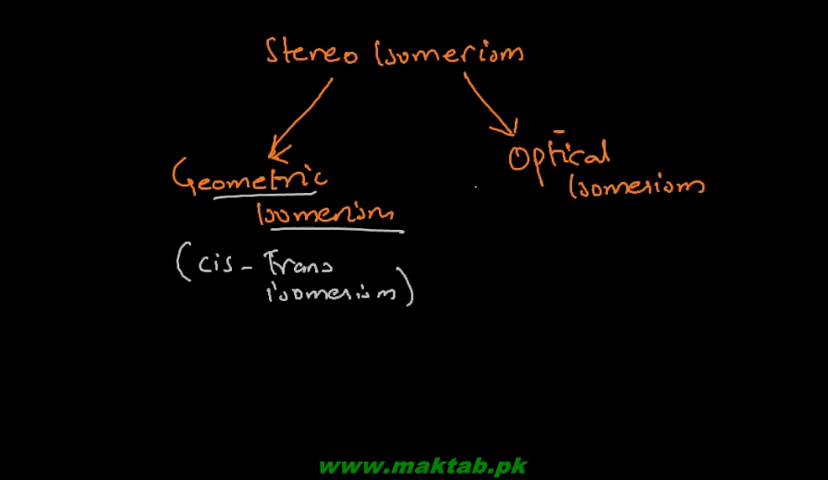 Stereo Isomerism
Geometric
Isomerism
Optical
Isomerism
(cis - Trans
isomerism)
www.maktab.pk